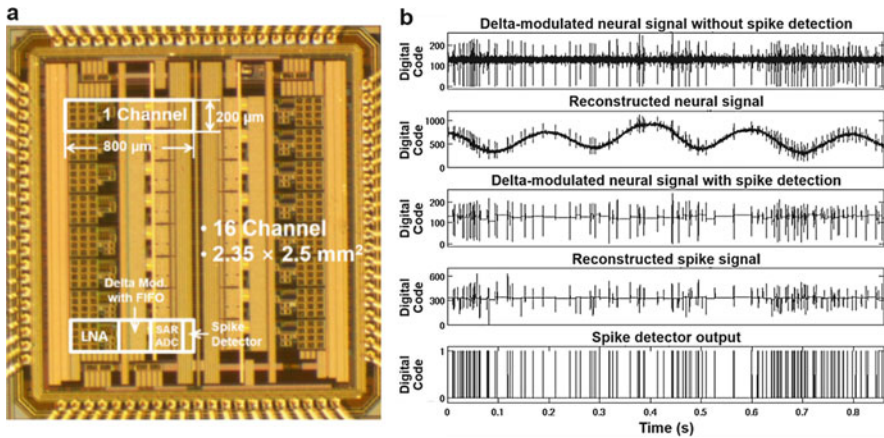 a
1 Channel
200 μm
800 μm
• 16 Channel
• 2.35 × 2.5 mm²
Delta Mod.
with FIFO
LNA
SAR
ADC
Spike
Detector
b
Delta-modulated neural signal without spike detection
Digital
Code
200
100
0
Reconstructed neural signal
Digital
Code
1000
500
0
Delta-modulated neural signal with spike detection
Digital
Code
200
100
0
Reconstructed spike signal
Digital
Code
600
300
0
Spike detector output
Digital
Code
1
0
0 0.1 0.2 0.3 0.4 0.5 0.6 0.7 0.8
Time (s)